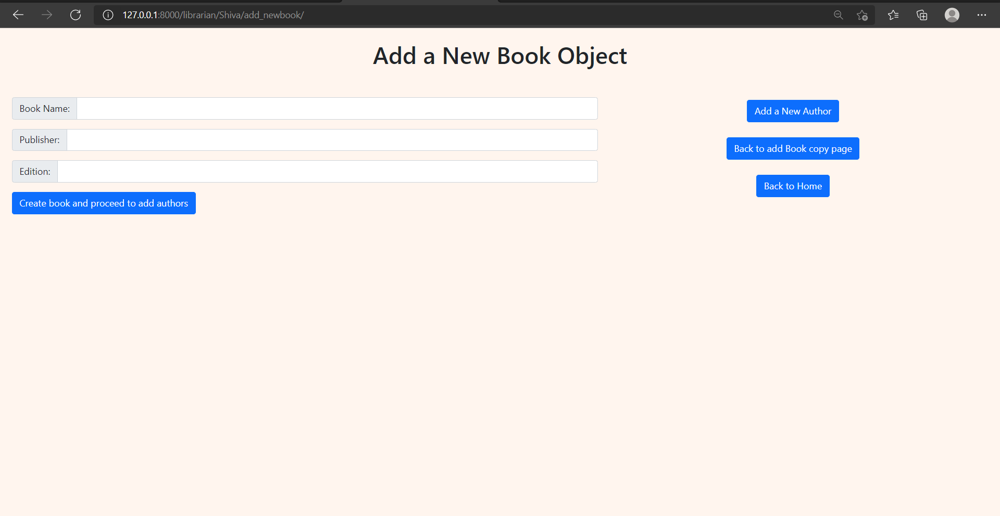 127.0.0.1:8000/librarian/Shiva/add_newbook/
Add a New Book Object
Book Name:
Publisher:
Edition:
Create book and proceed to add authors
Add a New Author
Back to add Book copy page
Back to Home